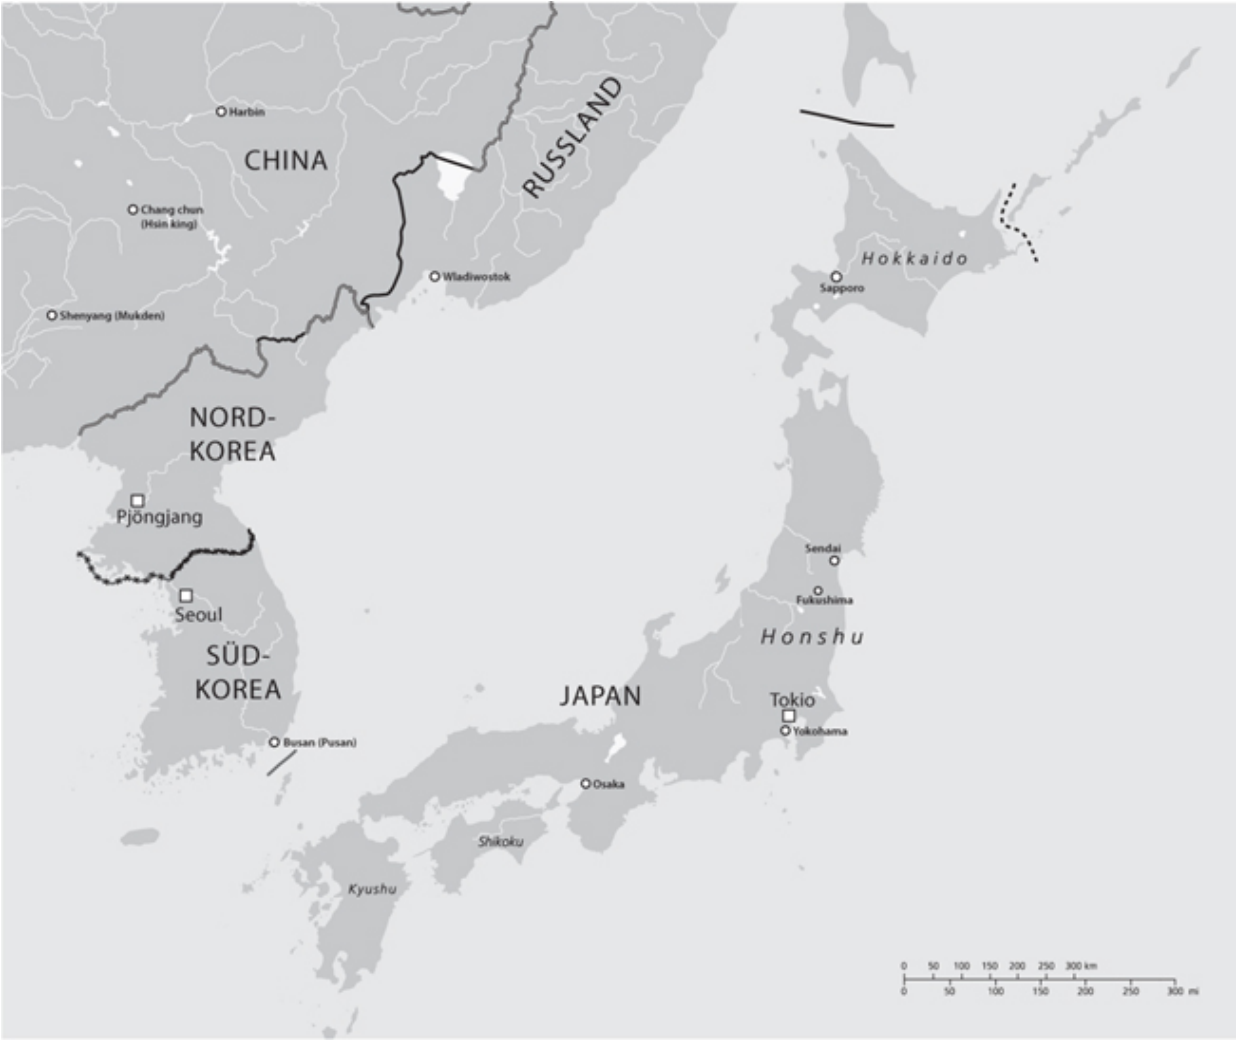 Harbin
CHINA
RUSSLAND
Chang chun
(Hsin king)
Hokkaido
Wladiwostok
Sapporo
Shenyang (Mukden)
NORD-
KOREA
Pjöngjang
Sendai
Fukushima
Seoul
Honshu
SÜD-
KOREA
JAPAN
Tokio
Yokohama
Busan (Pusan)
Osaka
Shikoku
Kyushu
0 50 100 150 200 250 300 km
0 50 100 150 200 250 300 mi